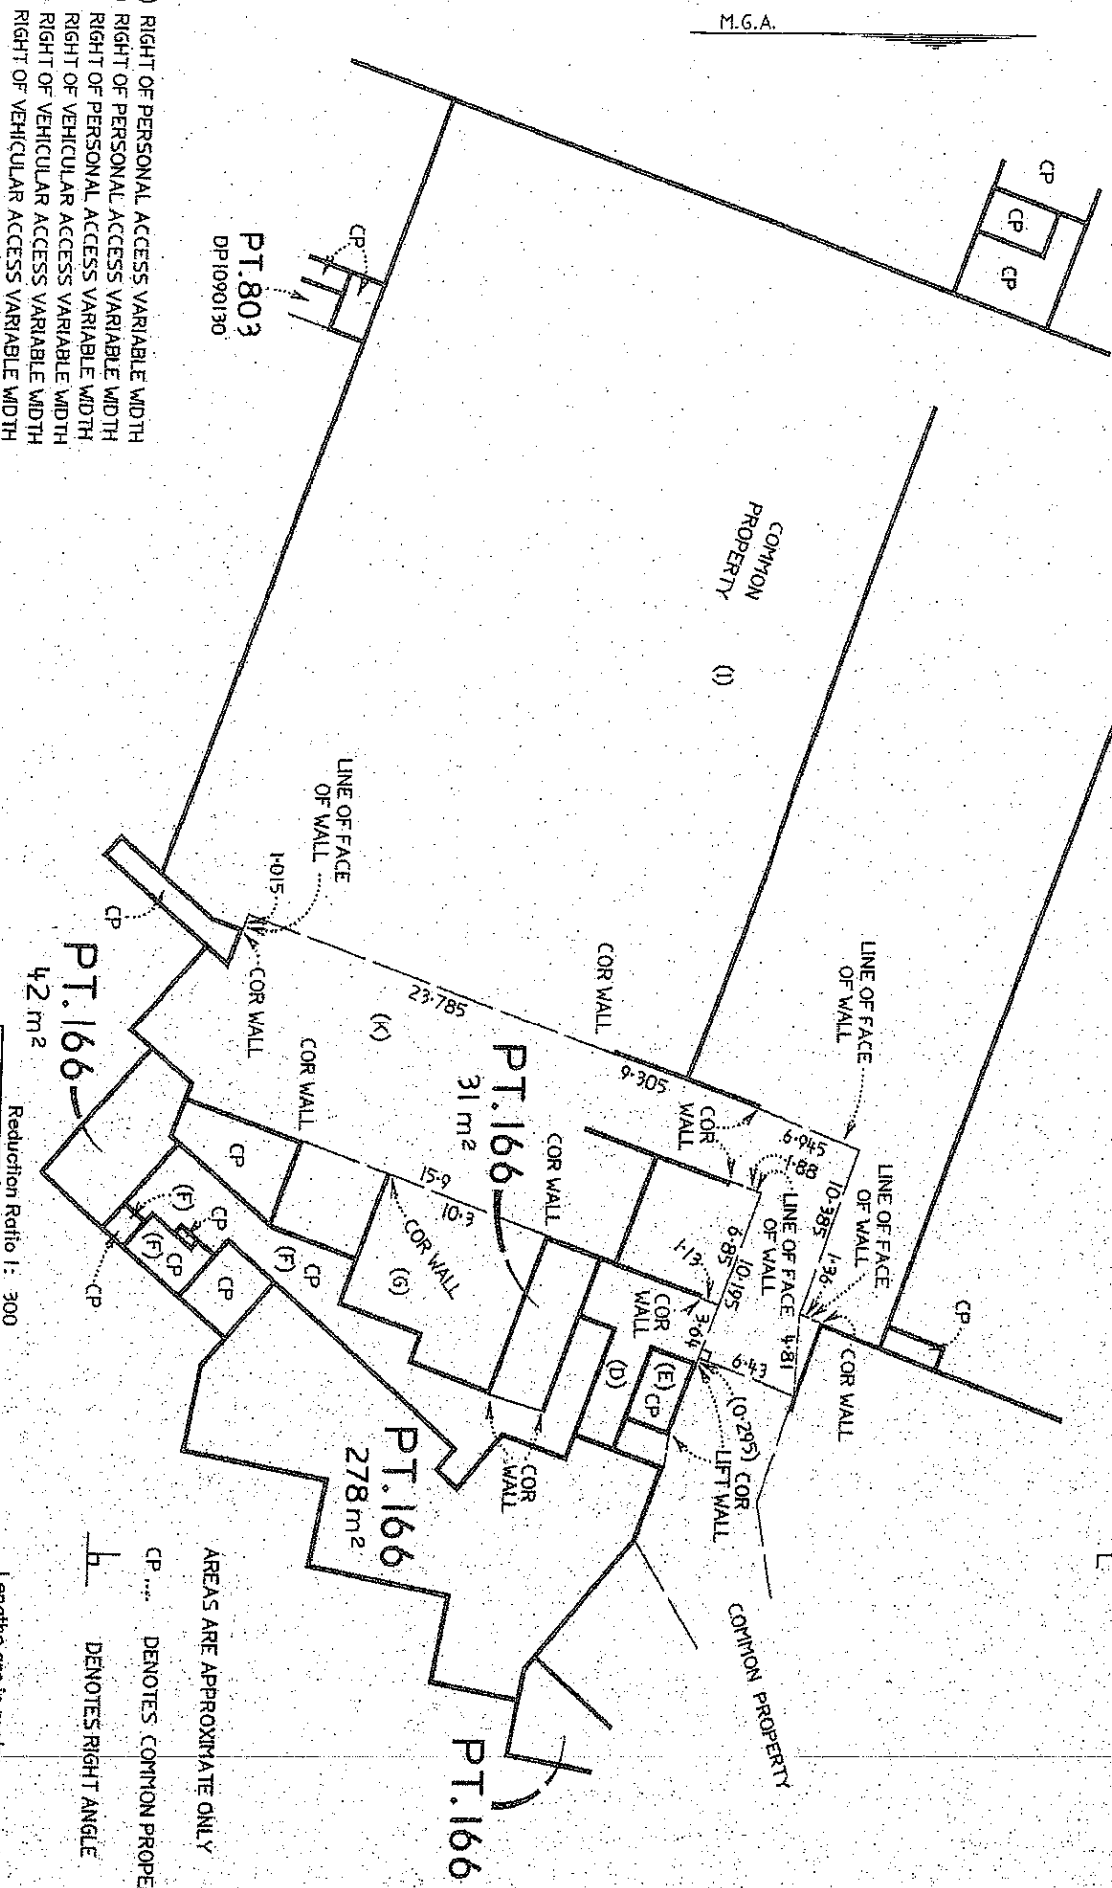 M.G.A.
CP
CP
CP
CP
PT.803
DP1090130
) RIGHT OF PERSONAL ACCESS VARIABLE WIDTH
RIGHT OF PERSONAL ACCESS VARIABLE WIDTH
RIGHT OF PERSONAL ACCESS VARIABLE WIDTH
RIGHT OF VEHICULAR ACCESS VARIABLE WIDTH
RIGHT OF VEHICULAR ACCESS VARIABLE WIDTH
RIGHT OF VEHICULAR ACCESS VARIABLE WIDTH
COMMON
PROPERTY
(I)
LINE OF FACE
OF WALL
1·015
COR WALL
CP
23·785
(K)
COR WALL
9·305
COR
WALL
LINE OF FACE
OF WALL
6·945
1·88
10·385
1·36
LINE OF FACE
OF WALL
LINE OF FACE
OF WALL
4·81
COR WALL
CP
6·85
10·195
1·13
3·64
6·43
(0·295)
COR
LIFT WALL
COR
WALL
(E)
CP
(D)
PT.166
31 m²
COR WALL
COR WALL
15·9
10·3
COR WALL
(G)
CP
PT.166
42 m²
(F)
CP
(F)
CP
CP
(F)
CP
CP
COR
WALL
PT.166
278 m²
COMMON PROPERTY
PT.166
AREAS ARE APPROXIMATE ONLY
CP.... DENOTES COMMON PROPE
DENOTES RIGHT ANGLE
Reduction Ratio 1: 300